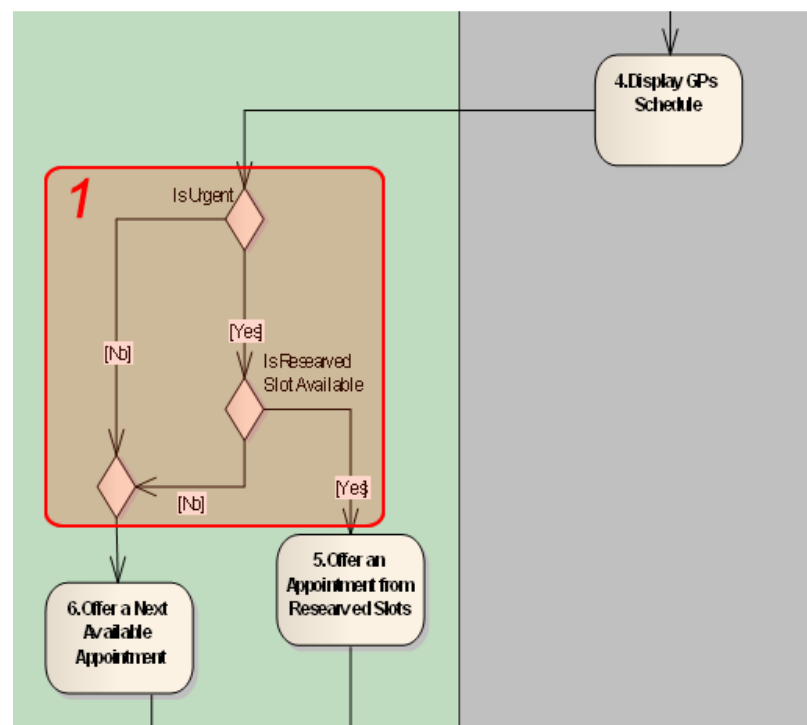 4.Display GPs
Schedule
1
Is Urgent
[Yes]
[No]
Is Researved
Slot Available
[Yes]
[No]
5.Offer an
Appointment from
Researved Slots
6.Offer a Next
Available
Appointment